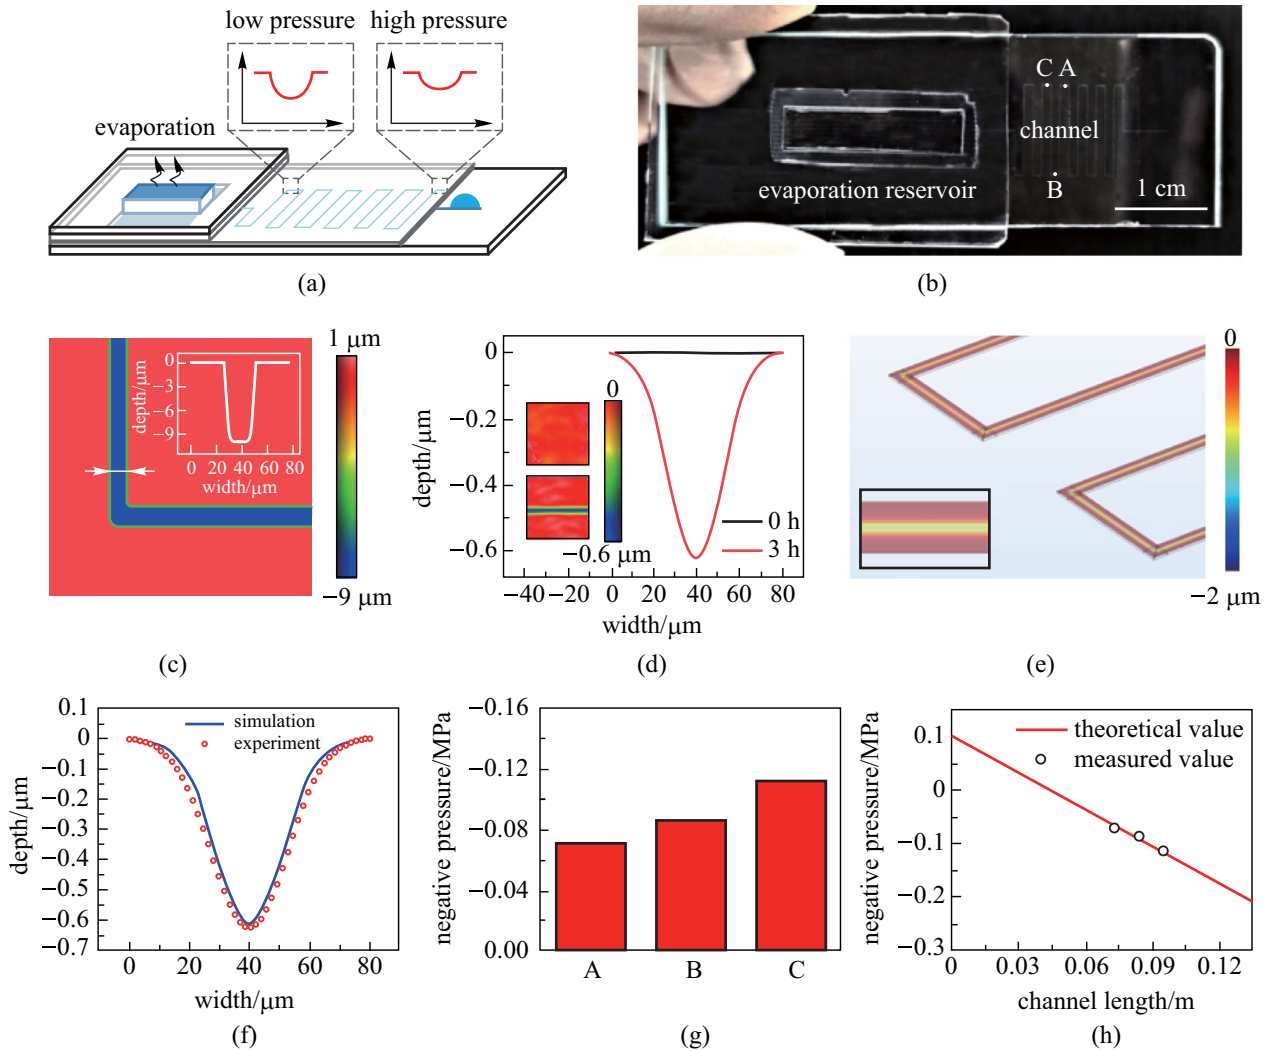 low pressure
high pressure
evaporation
(a)
C A
channel
evaporation reservoir
B
1 cm
(b)
1 μm
0
−3
−6
−9
depth/μm
0 20 40 60 80
width/μm
−9 μm
(c)
0
−0.2
−0.4
−0.6
depth/μm
0
−0.6 μm
0 h
3 h
−40 −20 0 20 40 60 80
width/μm
(d)
0
−2 μm
(e)
0.1
0
−0.1
−0.2
−0.3
−0.4
−0.5
−0.6
−0.7
depth/μm
simulation
experiment
0 20 40 60 80
width/μm
(f)
−0.16
−0.12
−0.08
−0.04
0.00
negative pressure/MPa
A B C
(g)
0.1
0
−0.1
−0.2
−0.3
negative pressure/MPa
theoretical value
measured value
0 0.03 0.06 0.09 0.12
channel length/m
(h)